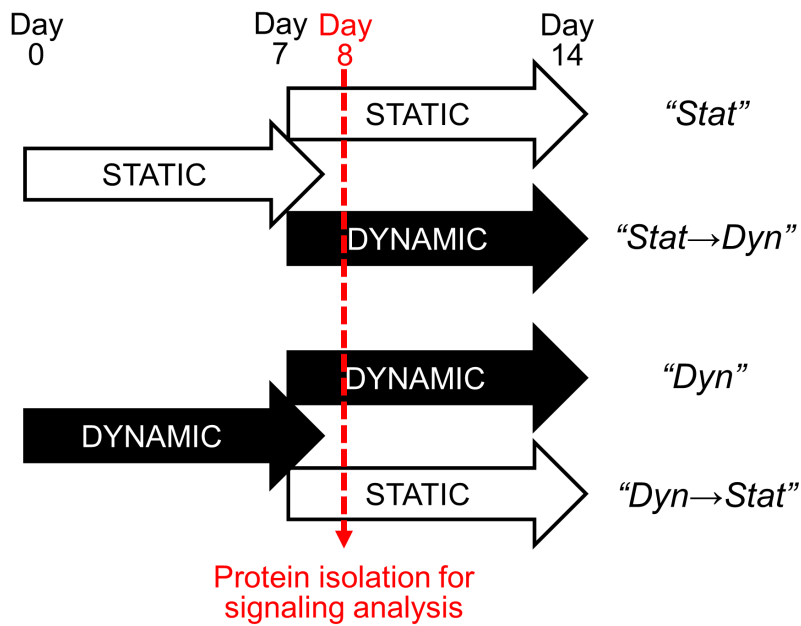 Day Day Day Day
0 7 8 14
STATIC “Stat”
STATIC
DYNAMIC “Stat→Dyn”
DYNAMIC “Dyn”
DYNAMIC
STATIC “Dyn→Stat”
Protein isolation for
signaling analysis